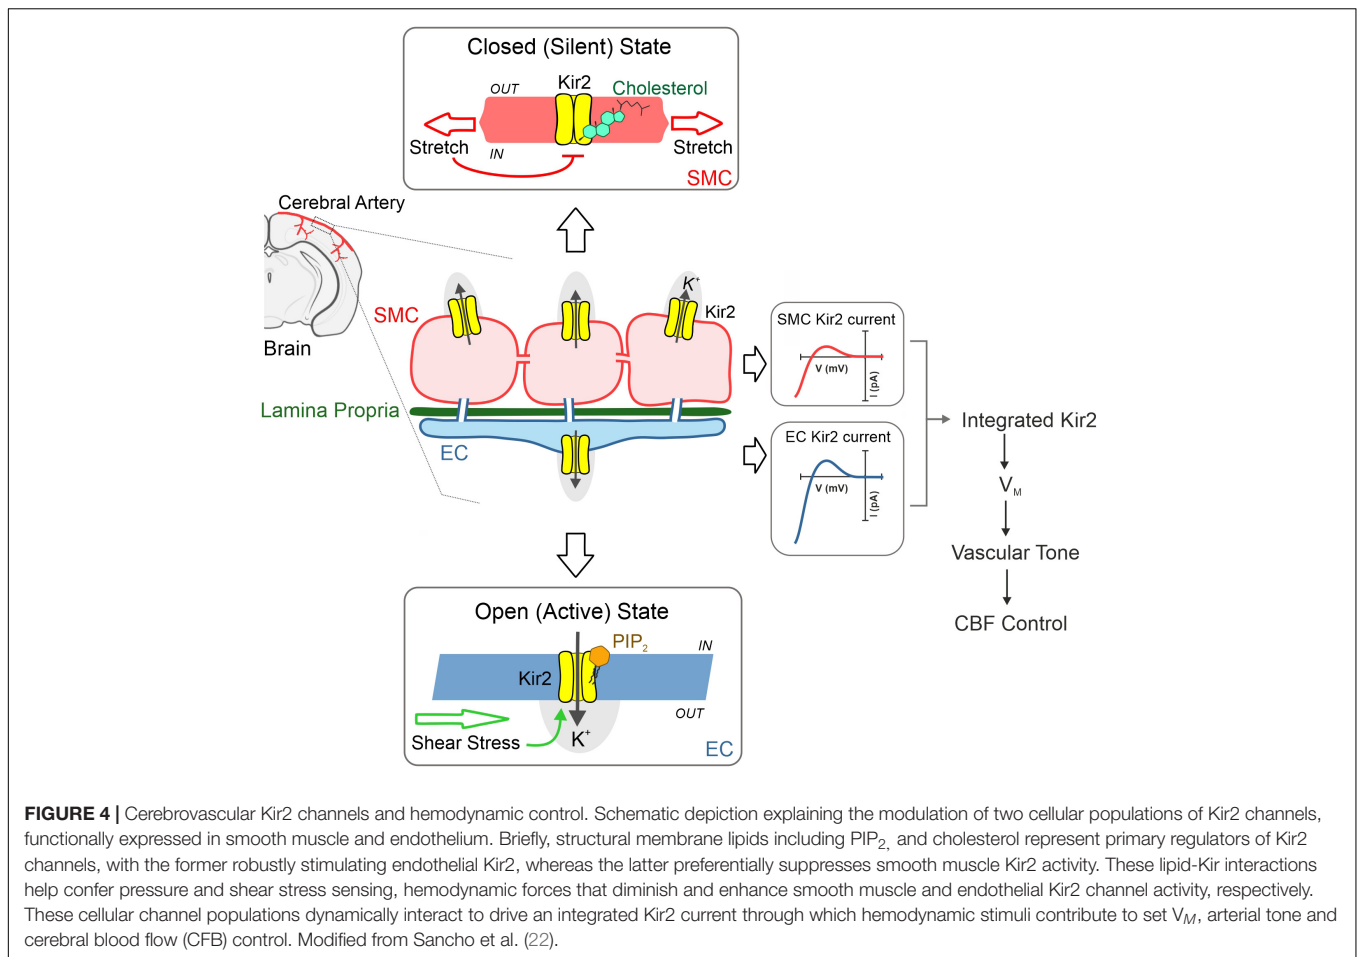 Closed (Silent) State
Kir2
OUT
Cholesterol
Stretch
IN
Stretch
SMC
Cerebral Artery
Brain
SMC
K+
Kir2
Lamina Propria
EC
SMC Kir2 current
V (mV)
I (pA)
EC Kir2 current
V (mV)
I (pA)
Integrated Kir2
VM
Vascular Tone
CBF Control
Open (Active) State
PIP2
IN
Kir2
OUT
Shear Stress
K+
EC
FIGURE 4 | Cerebrovascular Kir2 channels and hemodynamic control. Schematic depiction explaining the modulation of two cellular populations of Kir2 channels,
functionally expressed in smooth muscle and endothelium. Briefly, structural membrane lipids including PIP2, and cholesterol represent primary regulators of Kir2
channels, with the former robustly stimulating endothelial Kir2, whereas the latter preferentially suppresses smooth muscle Kir2 activity. These lipid-Kir interactions
help confer pressure and shear stress sensing, hemodynamic forces that diminish and enhance smooth muscle and endothelial Kir2 channel activity, respectively.
These cellular channel populations dynamically interact to drive an integrated Kir2 current through which hemodynamic stimuli contribute to set VM, arterial tone and
cerebral blood flow (CFB) control. Modified from Sancho et al. (22).